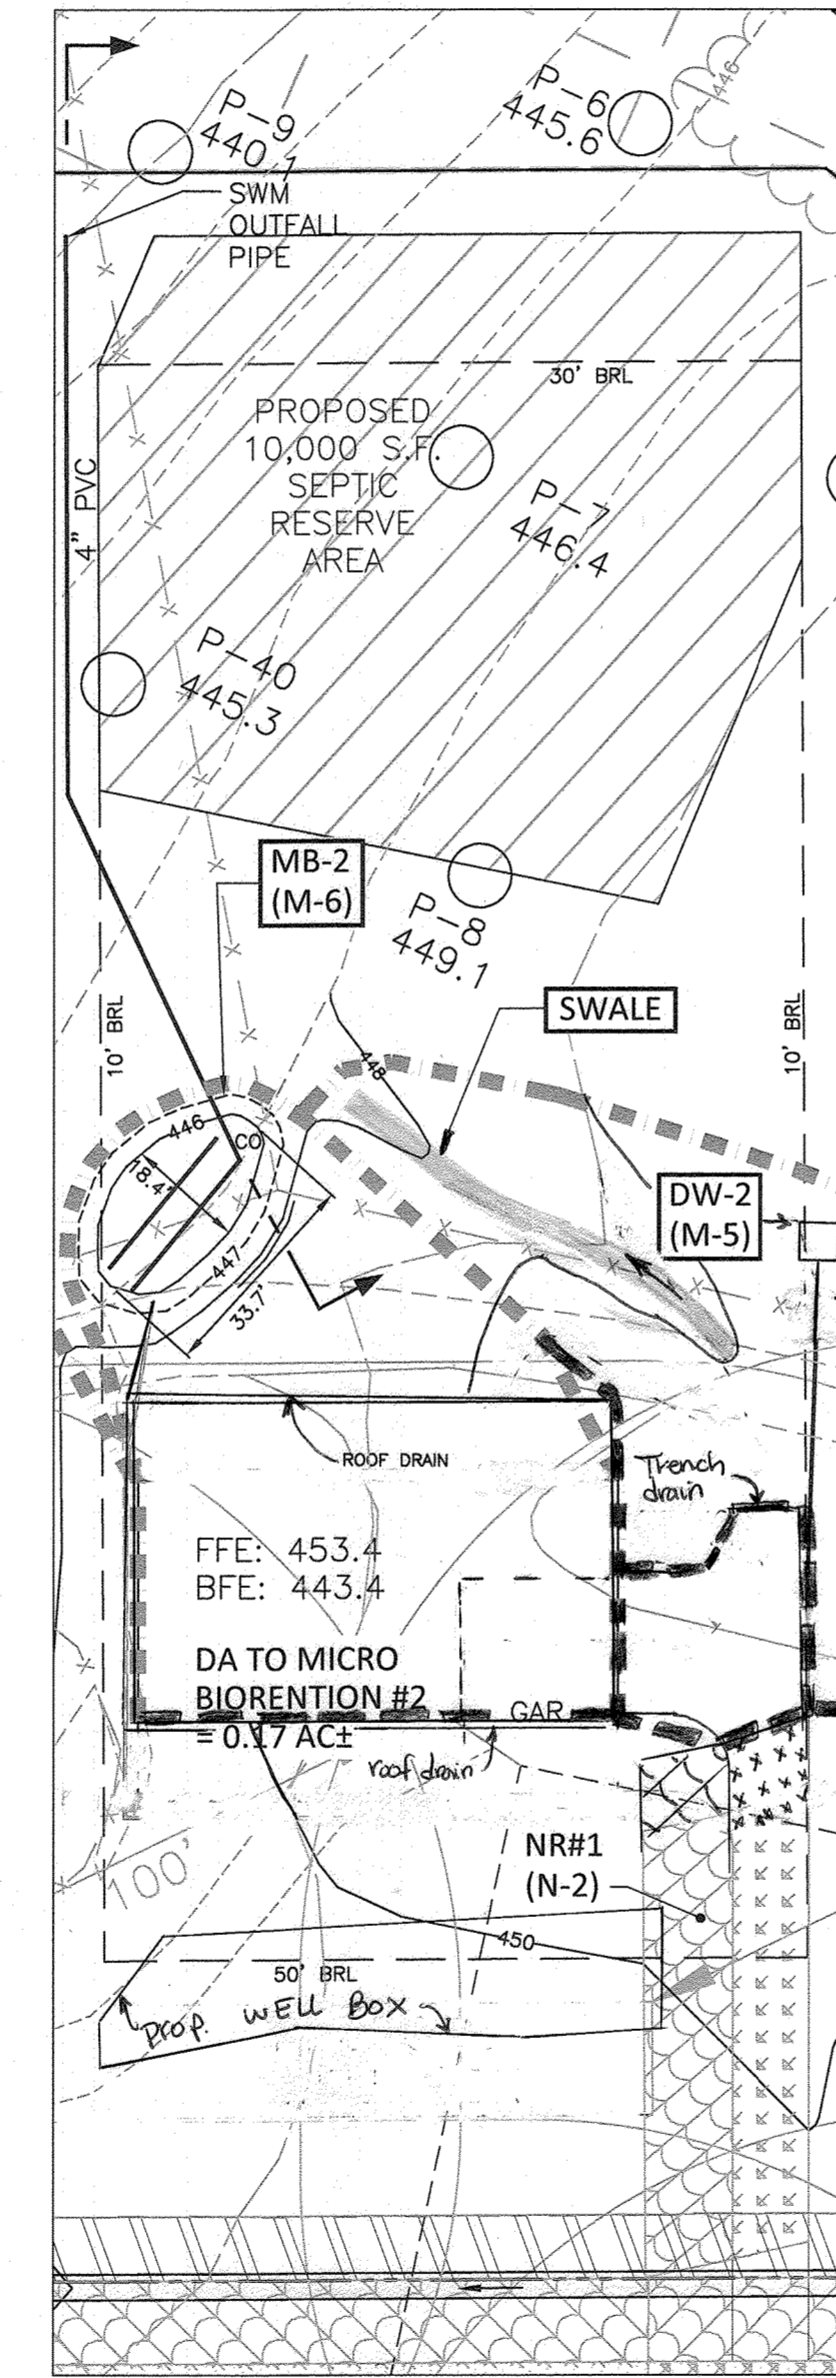 446
P-9
440.1
P-6
445.6
SWM
OUTFALL
PIPE
30' BRL
PROPOSED
10,000 S.F.
SEPTIC
RESERVE
AREA
P-7
446.4
4" PVC
P-40
445.3
MB-2
(M-6)
P-8
449.1
SWALE
10' BRL
10' BRL
448
446
CO
18.4'
447
33.7'
DW-2
(M-5)
ROOF DRAIN
Trench
drain
FFE: 453.4
BFE: 443.4
DA TO MICRO
BIORENTION #2
= 0.17 AC±
GAR
roof drain
100'
NR#1
(N-2)
450
50' BRL
prop. WELL BOX